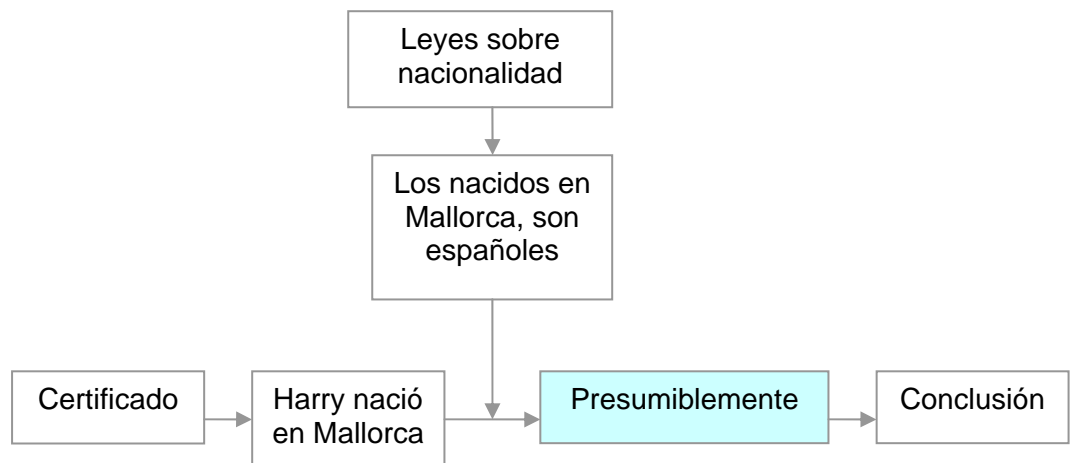 Leyes sobre
nacionalidad
Los nacidos en
Mallorca, son
españoles
Certificado
Harry nació
en Mallorca
Presumiblemente
Conclusión